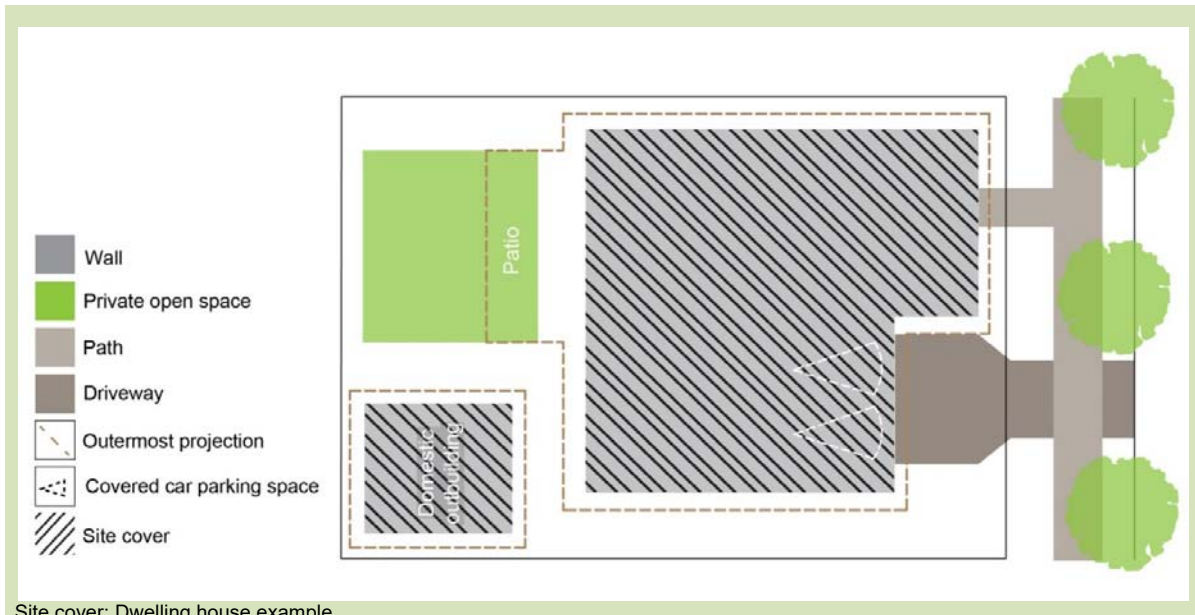 Wall
Private open space
Path
Driveway
Outermost projection
Covered car parking space
Site cover
Patio
Domestic
outbuilding
Site cover: Dwelling house example